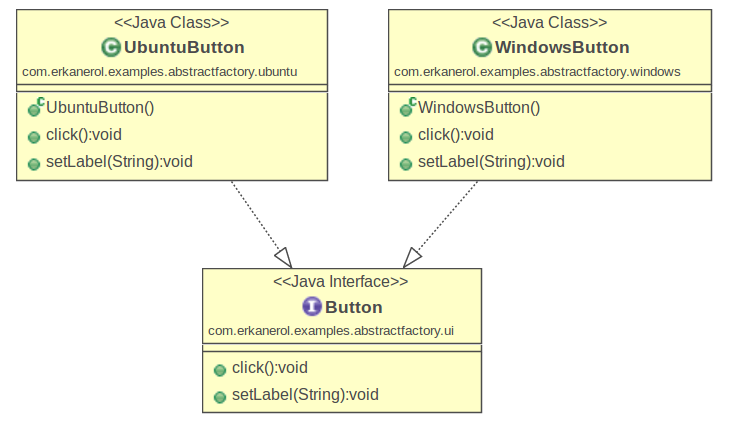 <<Java Class>>
UbuntuButton
com.erkanerol.examples.abstractfactory.ubuntu
UbuntuButton()
click():void
setLabel(String):void
<<Java Class>>
WindowsButton
com.erkanerol.examples.abstractfactory.windows
WindowsButton()
click():void
setLabel(String):void
<<Java Interface>>
Button
com.erkanerol.examples.abstractfactory.ui
click():void
setLabel(String):void